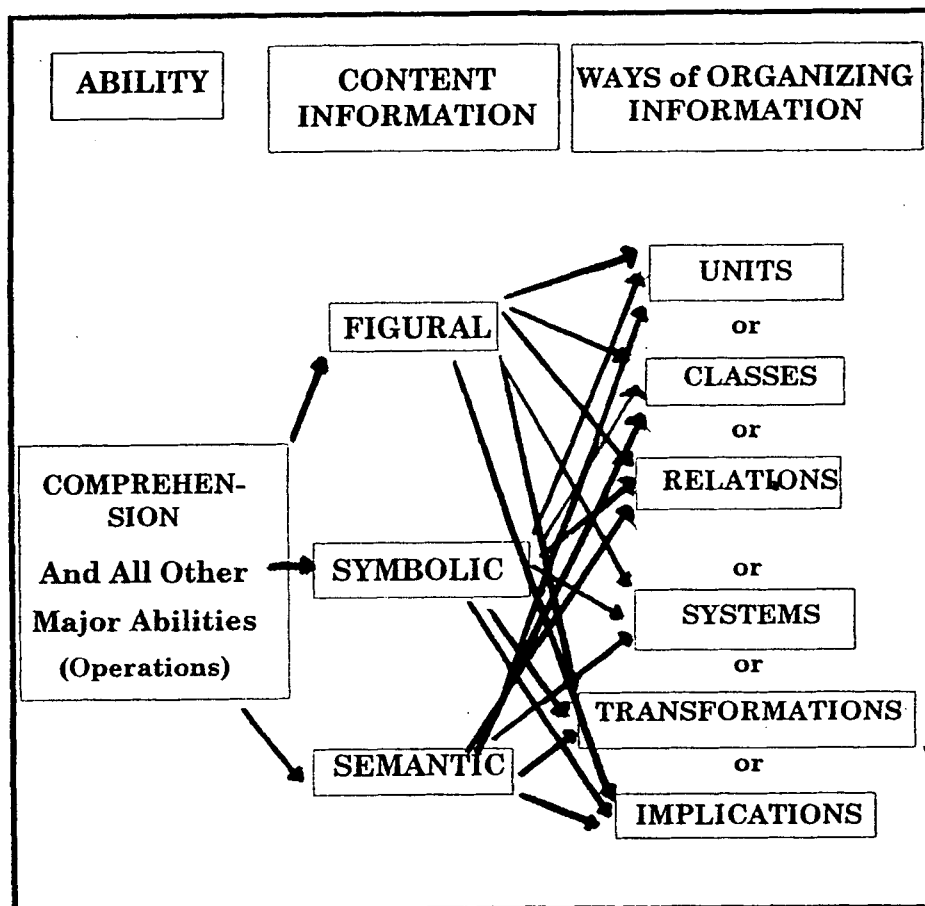 ABILITY
CONTENT
INFORMATION
WAYS of ORGANIZING
INFORMATION
COMPREHEN-
SION
And All Other
Major Abilities
(Operations)
FIGURAL
SYMBOLIC
SEMANTIC
UNITS
or
CLASSES
or
RELATIONS
or
SYSTEMS
or
TRANSFORMATIONS
or
IMPLICATIONS